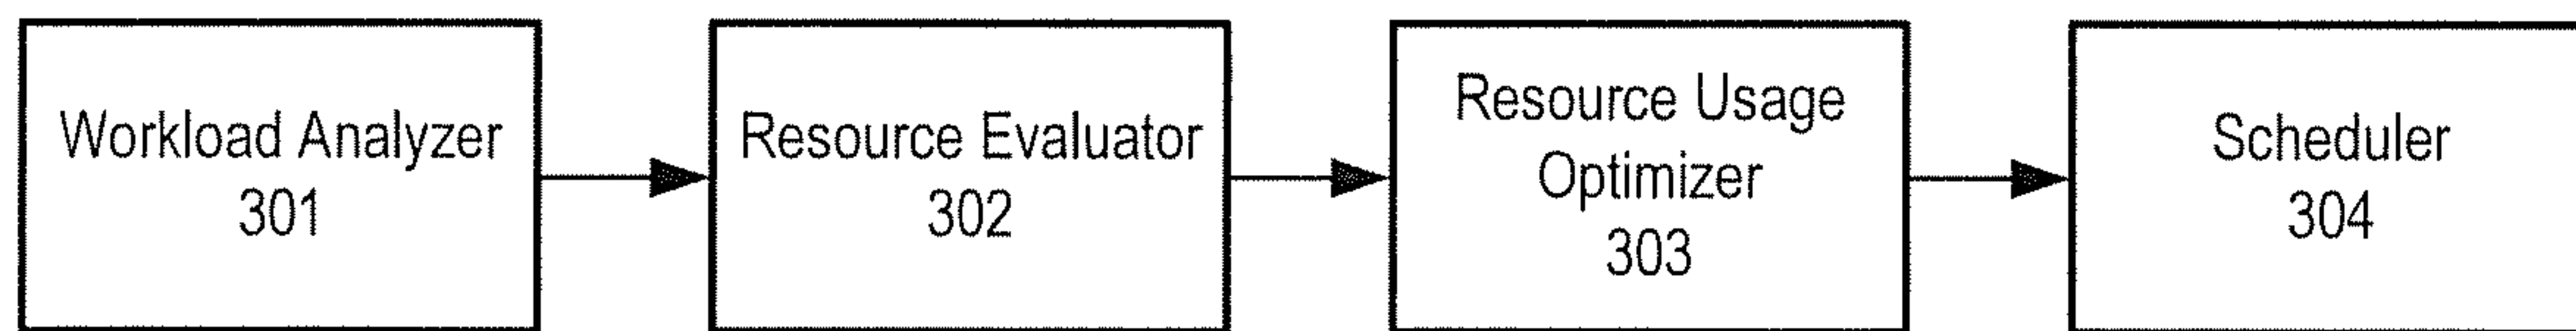 Workload Analyzer
301
Resource Evaluator
302
Resource Usage
Optimizer
303
Scheduler
304